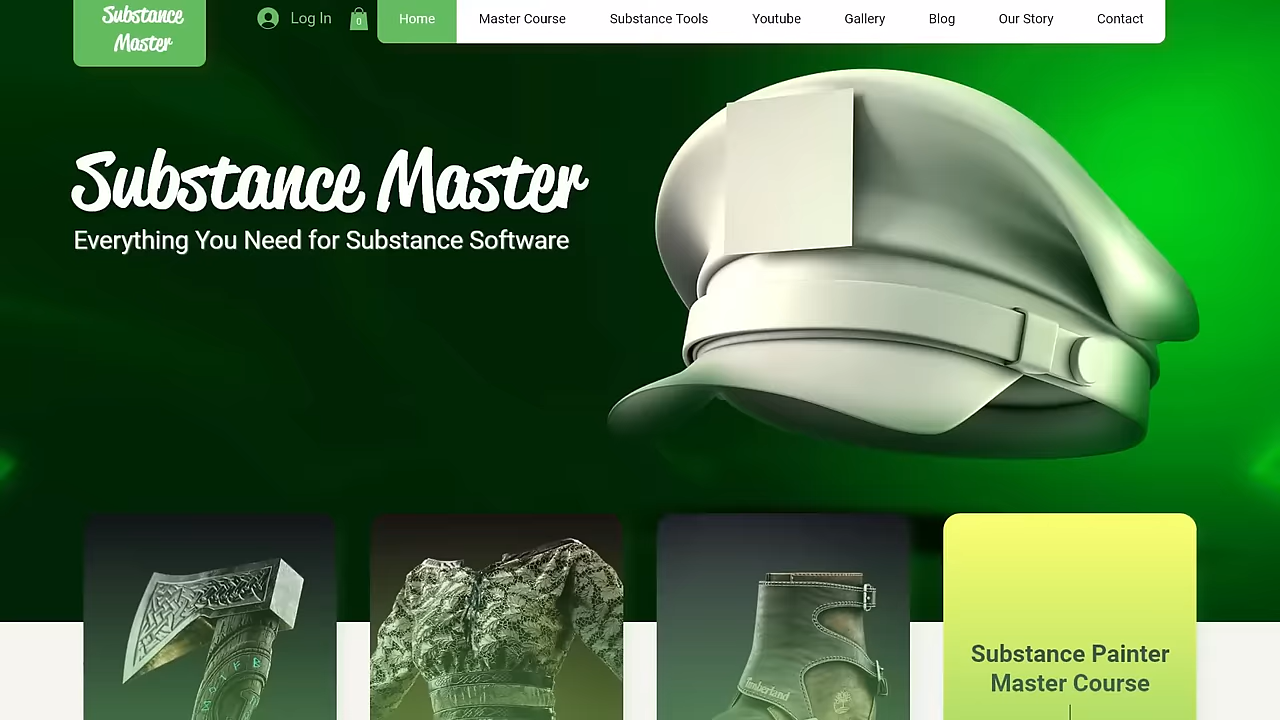 Substance
Master
Log In
0
Home
Master Course
Substance Tools
Youtube
Gallery
Blog
Our Story
Contact
Substance Master
Everything You Need for Substance Software
Timberland
Substance Painter
Master Course